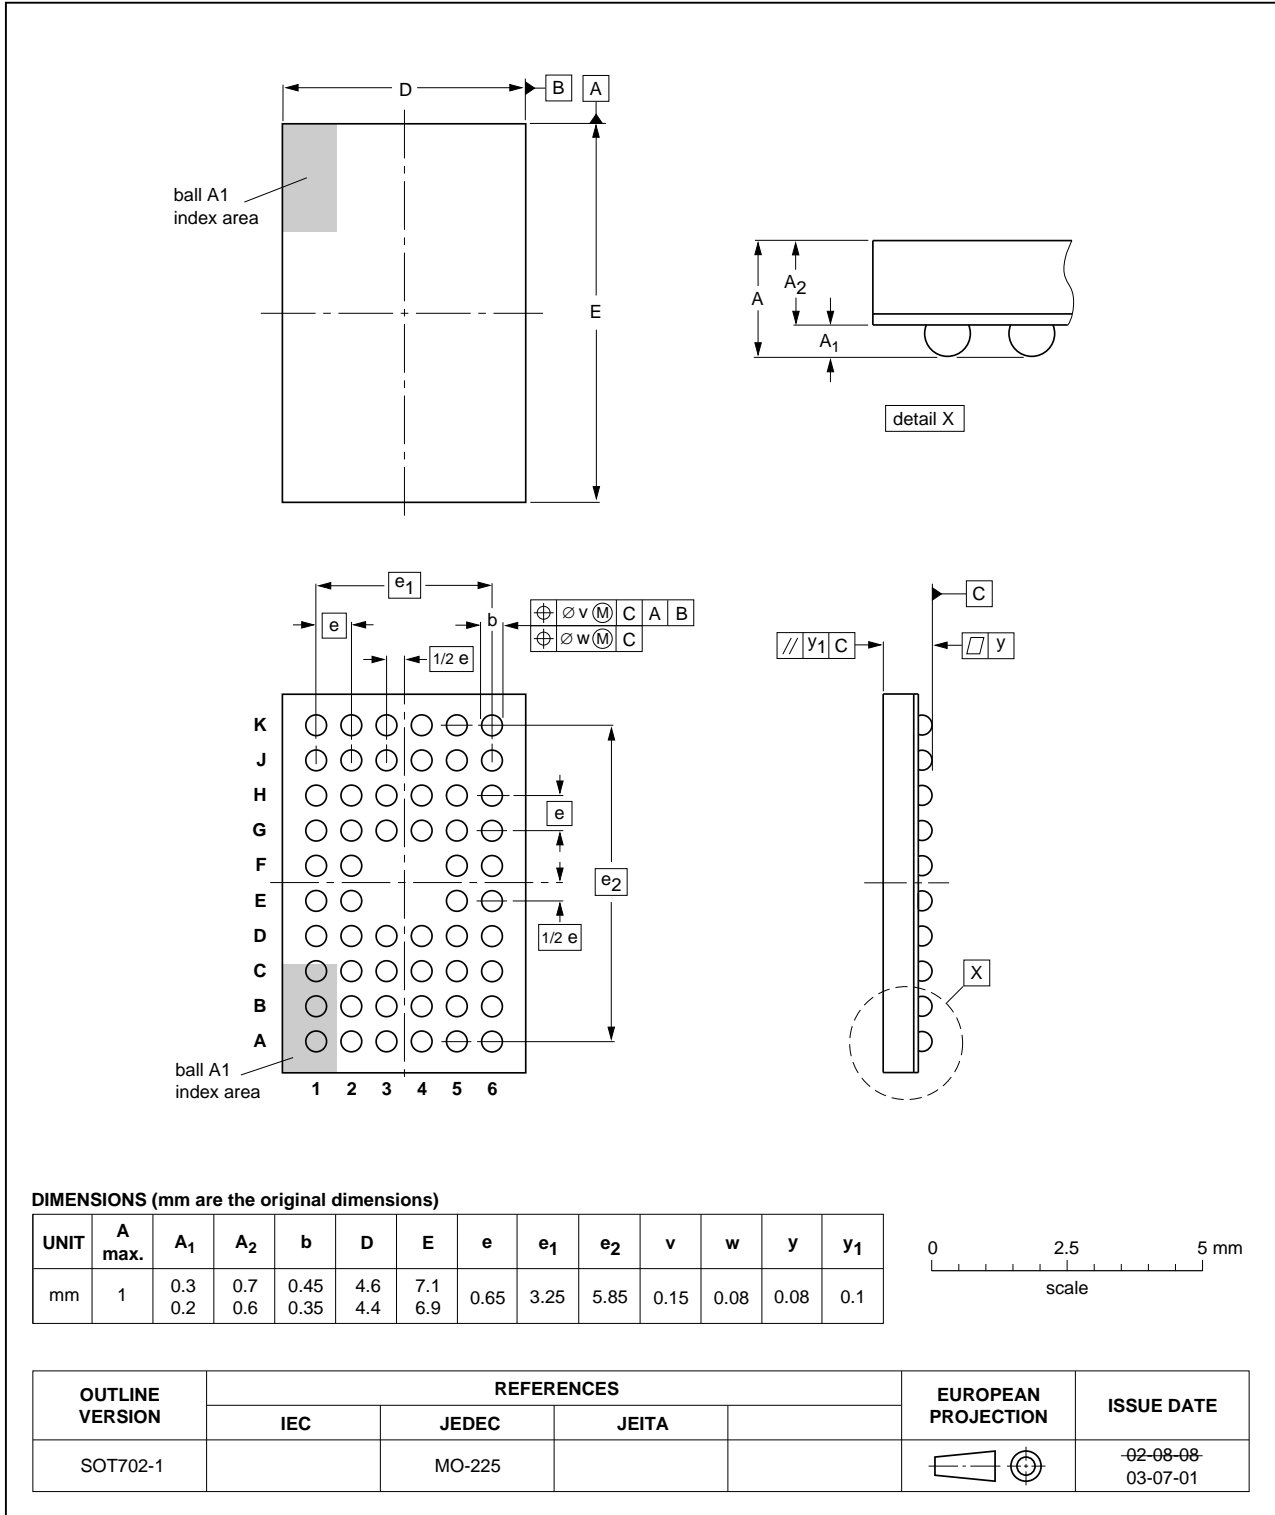 D
B
A
ball A1
index area
E
A
A2
A1
detail X
e1
e
b
⌖ ⌀ v Ⓜ C A B
⌖ ⌀ w Ⓜ C
1/2 e
C
// y1 C
▱ y
K
J
H
G
F
E
D
C
B
A
e
e2
1/2 e
X
ball A1
index area
1 2 3 4 5 6
DIMENSIONS (mm are the original dimensions)
UNIT A max. A1 A2 b D E e e1 e2 v w y y1
mm 1 0.3 0.7 0.45 4.6 7.1 0.65 3.25 5.85 0.15 0.08 0.08 0.1
0.2 0.6 0.35 4.4 6.9
0 2.5 5 mm
scale
OUTLINE VERSION REFERENCES EUROPEAN PROJECTION ISSUE DATE
IEC JEDEC JEITA
SOT702-1 MO-225 02-08-08
03-07-01